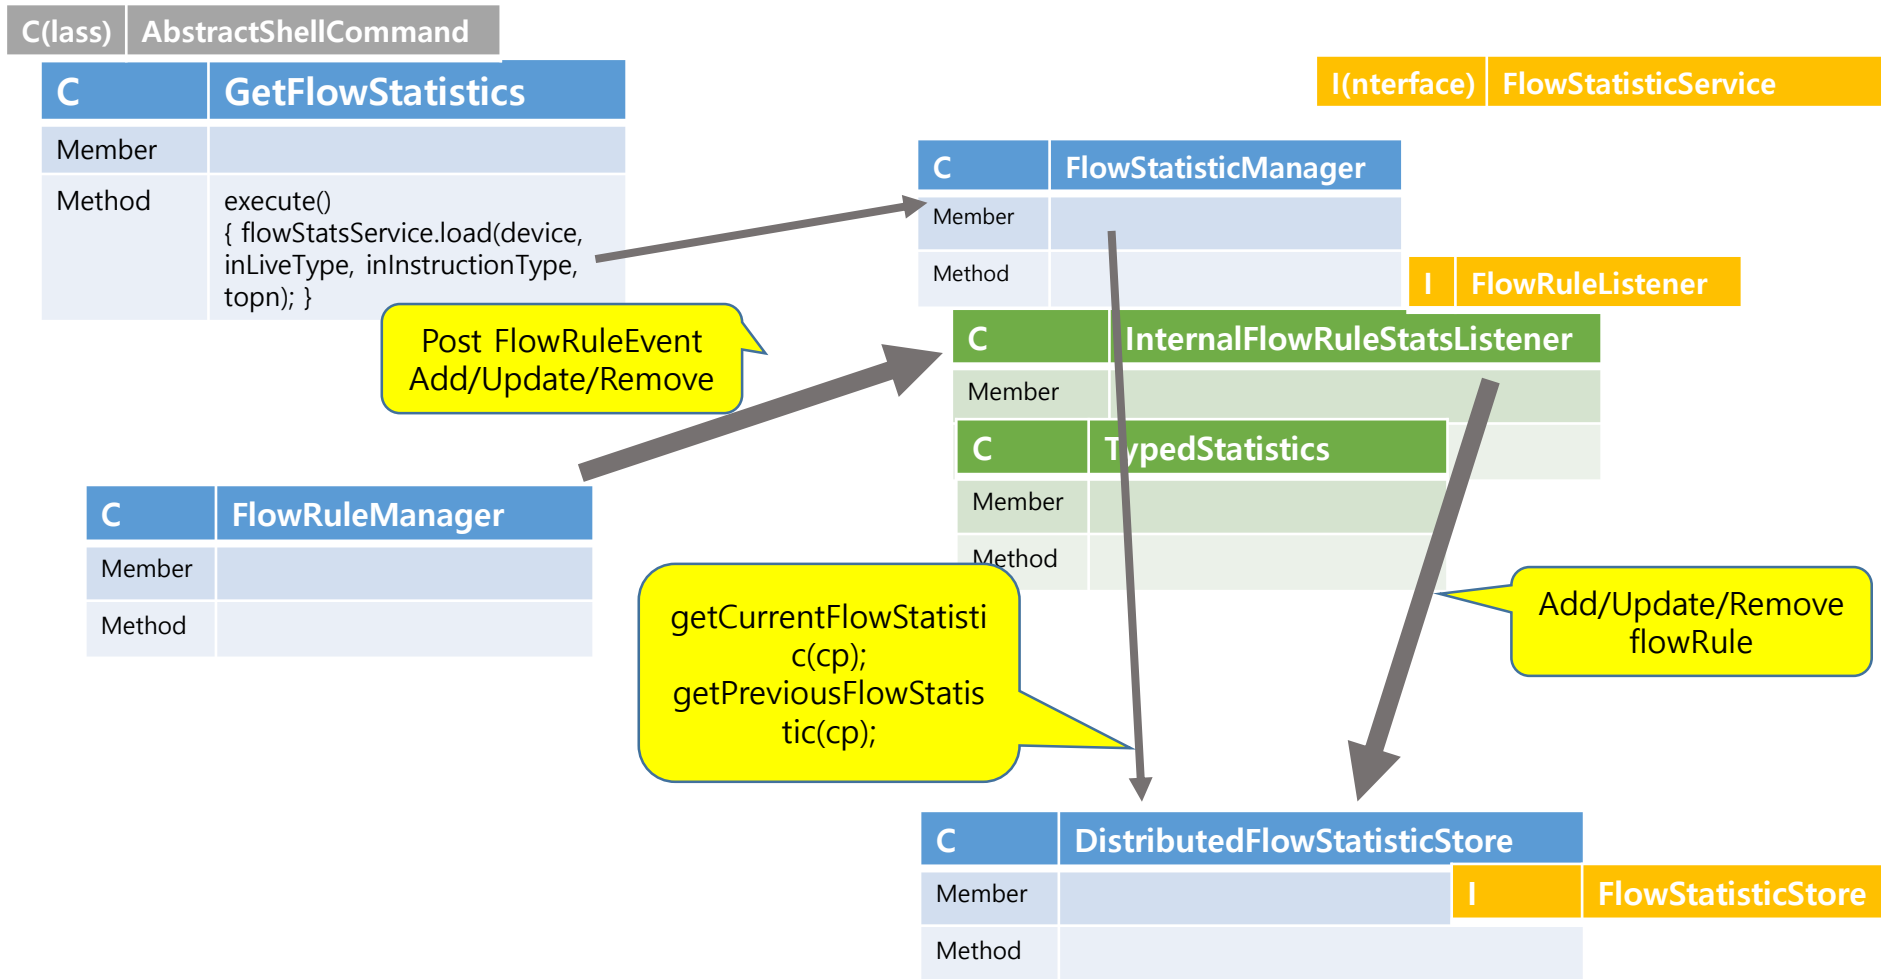 C(lass) AbstractShellCommand
C GetFlowStatistics
Member
Method execute()
{ flowStatsService.load(device,
inLiveType, inInstructionType,
topn); }
I(nterface) FlowStatisticService
C FlowStatisticManager
Member
Method
I FlowRuleListener
Post FlowRuleEvent
Add/Update/Remove
C InternalFlowRuleStatsListener
Member
C TypedStatistics
Member
Method
C FlowRuleManager
Member
Method
getCurrentFlowStatisti
c(cp);
getPreviousFlowStatis
tic(cp);
Add/Update/Remove
flowRule
C DistributedFlowStatisticStore
Member
I FlowStatisticStore
Method